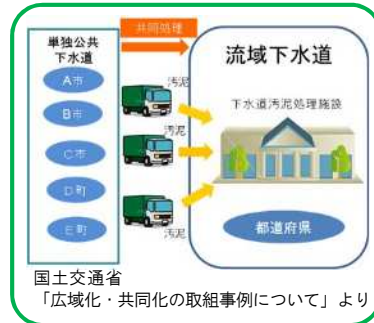 共同処理
単独公共
下水道
A市
B市
C市
D町
E町
汚泥
汚泥
汚泥
流域下水道
下水道汚泥処理施設
都道府県
国土交通省
「広域化・共同化の取組事例について」より